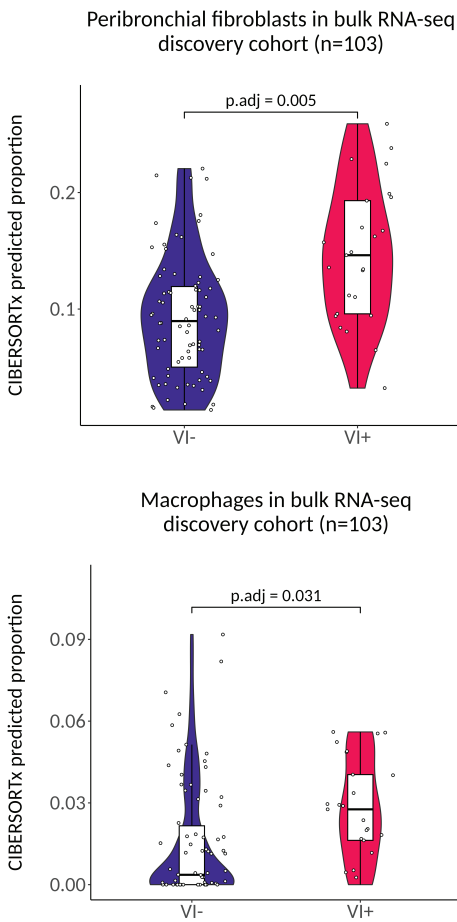 Peribronchial fibroblasts in bulk RNA-seq
discovery cohort (n=103)
p.adj = 0.005
CIBERSORTx predicted proportion
0.2
0.1
VI-
VI+
Macrophages in bulk RNA-seq
discovery cohort (n=103)
p.adj = 0.031
CIBERSORTx predicted proportion
0.09
0.06
0.03
0.00
VI-
VI+